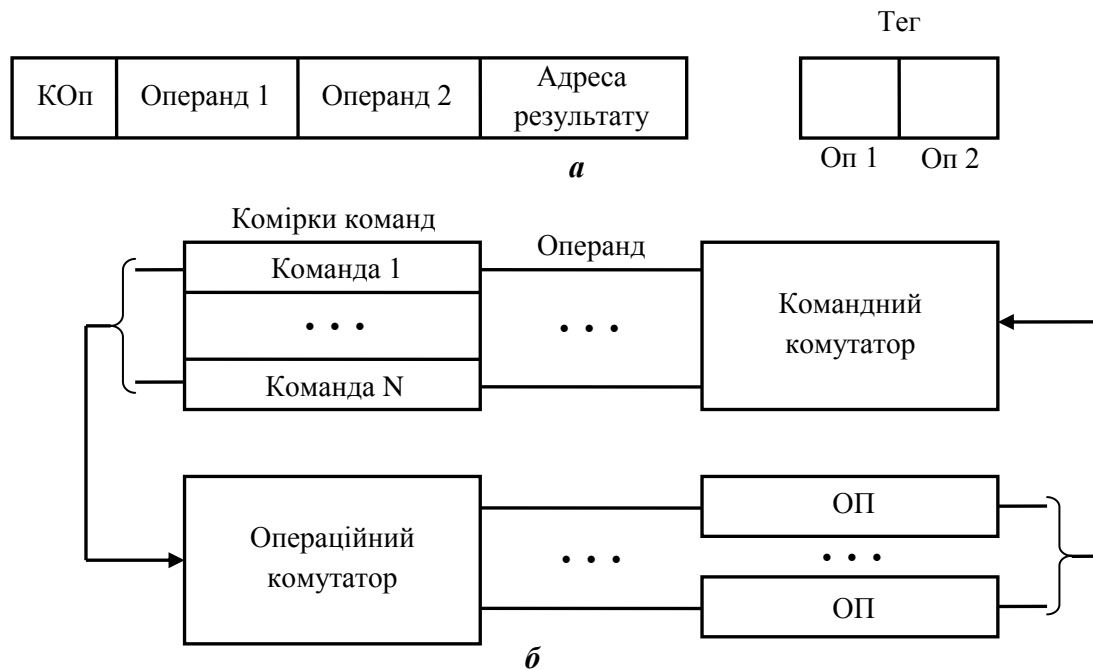 Тег
КОп
Операнд 1
Операнд 2
Адреса
результату
Оп 1
Оп 2
а
Комірки команд
Команда 1
• • •
Команда N
Операнд
• • •
Командний
комутатор
Операційний
комутатор
• • •
ОП
• • •
ОП
б